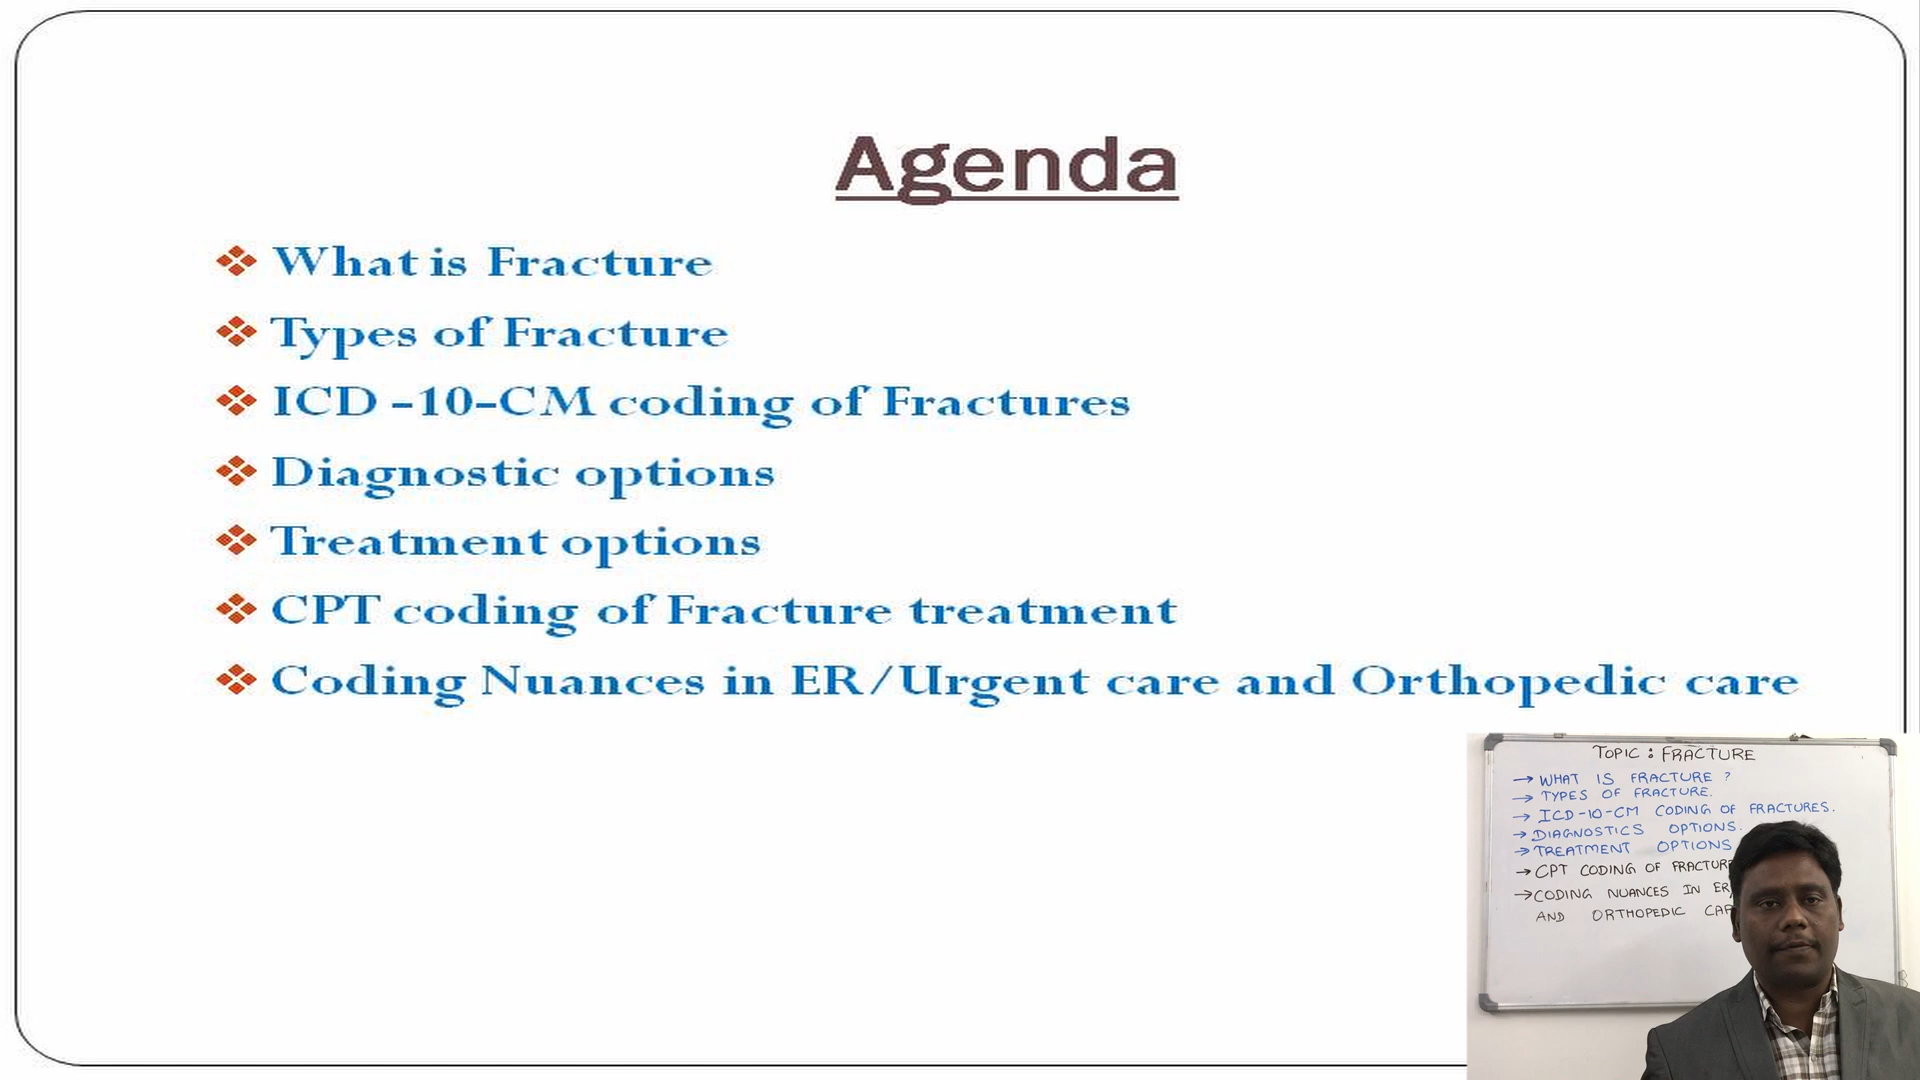 Agenda
What is Fracture
Types of Fracture
ICD -10-CM coding of Fractures
Diagnostic options
Treatment options
CPT coding of Fracture treatment
Coding Nuances in ER/Urgent care and Orthopedic care
TOPIC : FRACTURE
→ WHAT IS FRACTURE ?
→ TYPES OF FRACTURE.
→ ICD-10-CM CODING OF FRACTURES.
→ DIAGNOSTICS OPTIONS.
→ TREATMENT OPTIONS
→ CPT CODING OF FRACTUR
→ CODING NUANCES IN ER
AND ORTHOPEDIC CAR